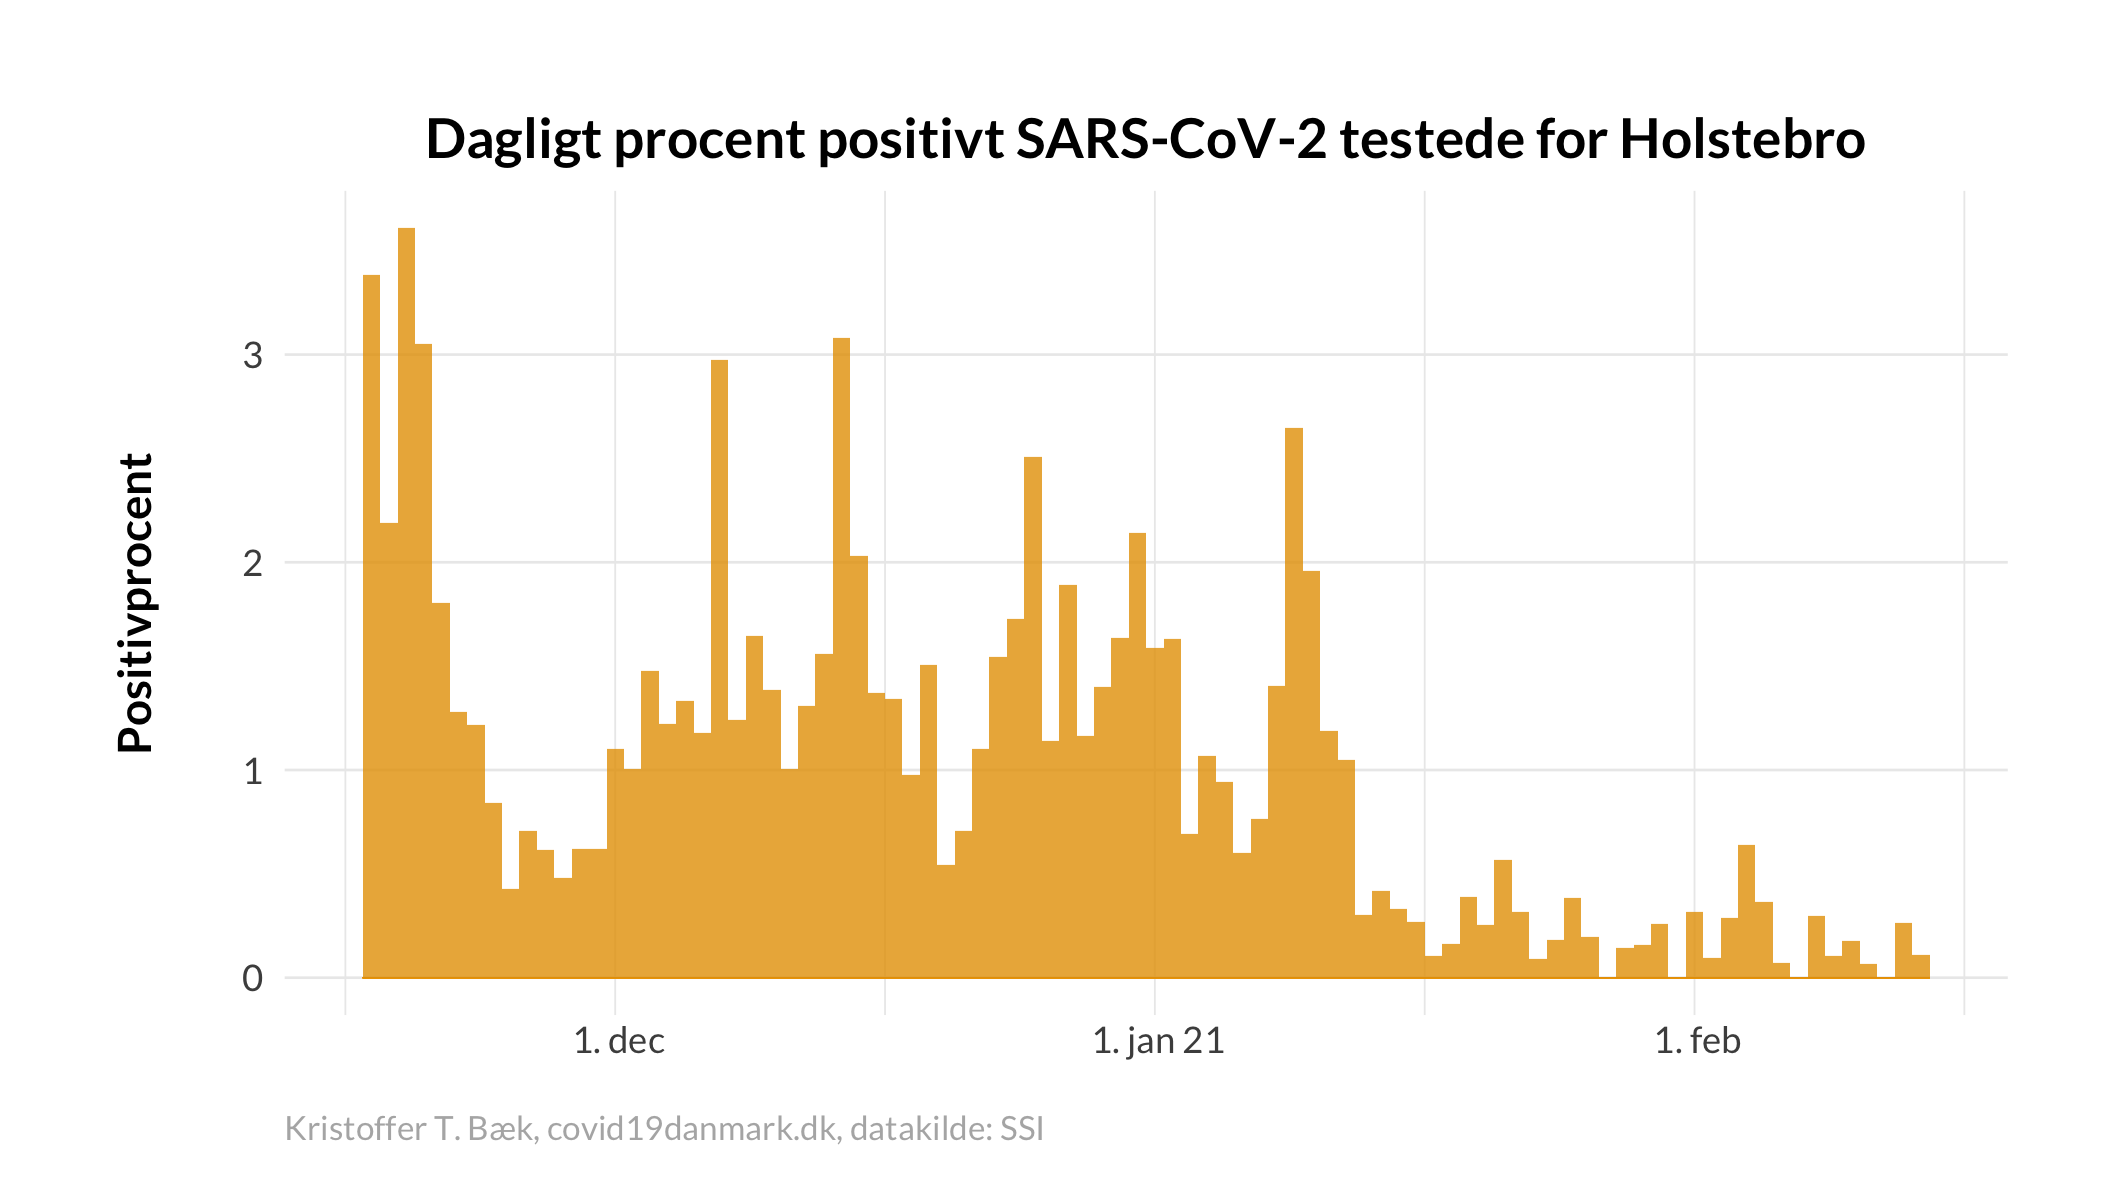 Dagligt procent positivt SARS-CoV-2 testede for Holstebro
Positivprocent
3
2
1
0
1. dec
1. jan 21
1. feb
Kristoffer T. Bæk, covid19danmark.dk, datakilde: SSI